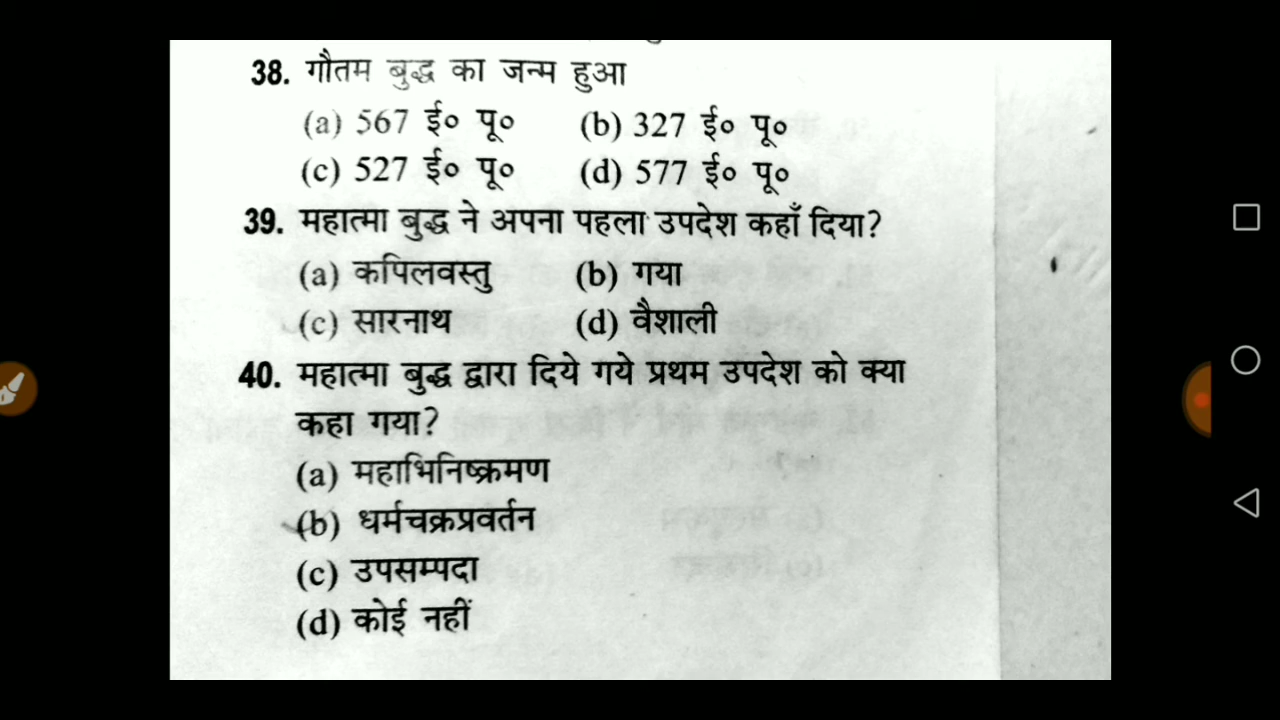 38. गौतम बुद्ध का जन्म हुआ
(a) 567 ई० पू० (b) 327 ई० पू०
(c) 527 ई० पू० (d) 577 ई० पू०
39. महात्मा बुद्ध ने अपना पहला उपदेश कहाँ दिया?
(a) कपिलवस्तु (b) गया
(c) सारनाथ (d) वैशाली
40. महात्मा बुद्ध द्वारा दिये गये प्रथम उपदेश को क्या
कहा गया?
(a) महाभिनिष्क्रमण
(b) धर्मचक्रप्रवर्तन
(c) उपसम्पदा
(d) कोई नहीं